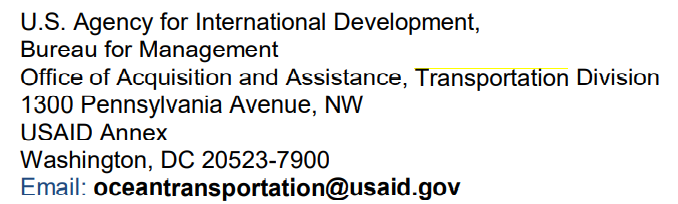 U.S. Agency for International Development,
Bureau for Management
Office of Acquisition and Assistance, Transportation Division
1300 Pennsylvania Avenue, NW
USAID Annex
Washington, DC 20523-7900
Email: oceantransportation@usaid.gov